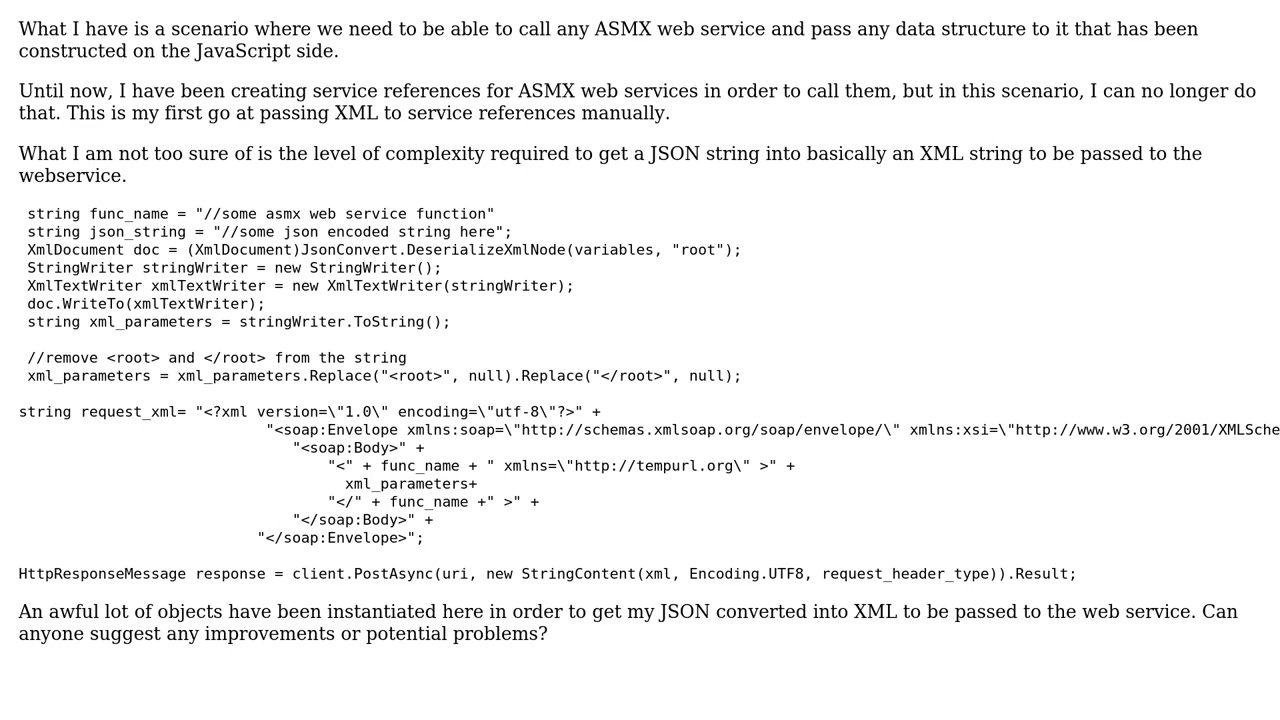 What I have is a scenario where we need to be able to call any ASMX web service and pass any data structure to it that has been
constructed on the JavaScript side.
Until now, I have been creating service references for ASMX web services in order to call them, but in this scenario, I can no longer do
that. This is my first go at passing XML to service references manually.
What I am not too sure of is the level of complexity required to get a JSON string into basically an XML string to be passed to the
webservice.
string func_name = "//some asmx web service function"
string json_string = "//some json encoded string here";
XmlDocument doc = (XmlDocument)JsonConvert.DeserializeXmlNode(variables, "root");
StringWriter stringWriter = new StringWriter();
XmlTextWriter xmlTextWriter = new XmlTextWriter(stringWriter);
doc.WriteTo(xmlTextWriter);
string xml_parameters = stringWriter.ToString();
//remove <root> and </root> from the string
xml_parameters = xml_parameters.Replace("<root>", null).Replace("</root>", null);
string request_xml= "<?xml version=\"1.0\" encoding=\"utf-8\"?>" +
"<soap:Envelope xmlns:soap=\"http://schemas.xmlsoap.org/soap/envelope/\" xmlns:xsi=\"http://www.w3.org/2001/XMLSche
"<soap:Body>" +
"<" + func_name + " xmlns=\"http://tempurl.org\" >" +
xml_parameters+
"</" + func_name +" >" +
"</soap:Body>" +
"</soap:Envelope>";
HttpResponseMessage response = client.PostAsync(uri, new StringContent(xml, Encoding.UTF8, request_header_type)).Result;
An awful lot of objects have been instantiated here in order to get my JSON converted into XML to be passed to the web service. Can
anyone suggest any improvements or potential problems?